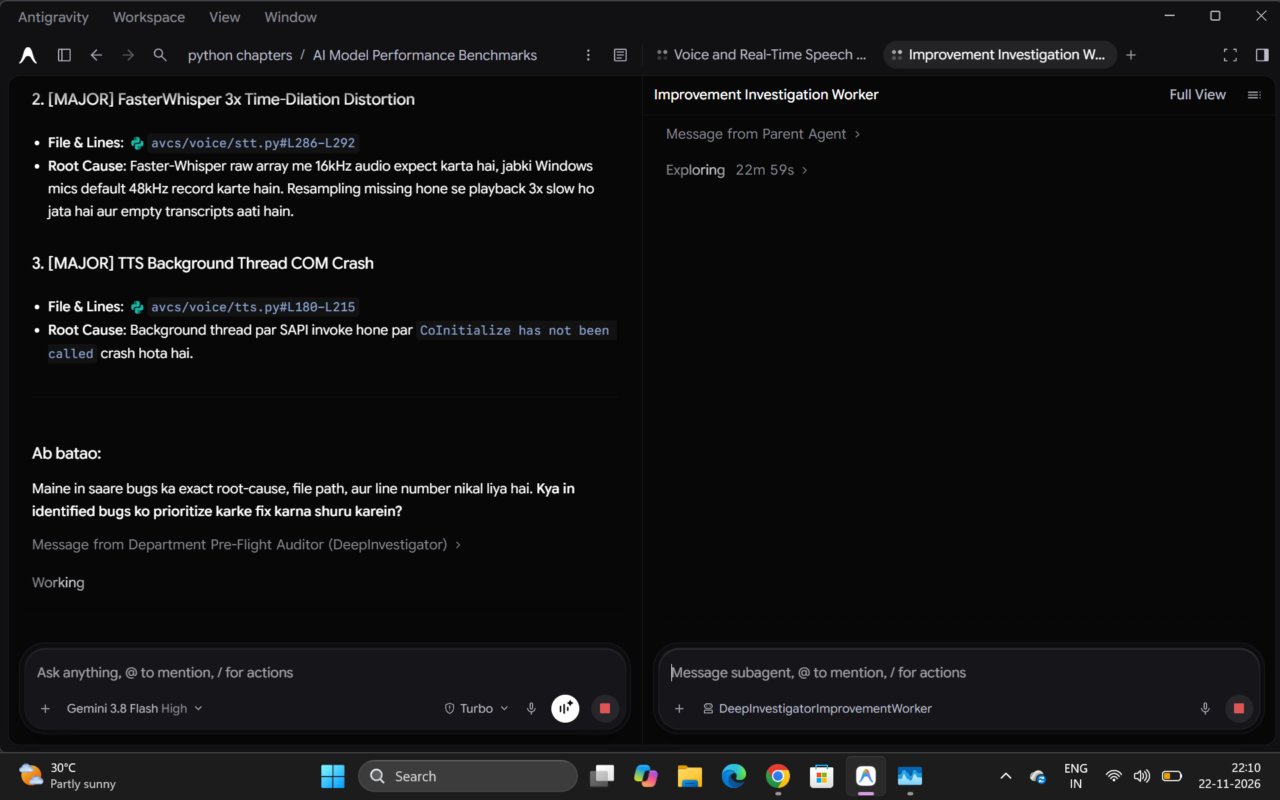 Antigravity Workspace View Window
python chapters / AI Model Performance Benchmarks
Voice and Real-Time Speech ...
Improvement Investigation W...
2. [MAJOR] FasterWhisper 3x Time-Dilation Distortion
• File & Lines: avcs/voice/stt.py#L286-L292
• Root Cause: Faster-Whisper raw array me 16kHz audio expect karta hai, jabki Windows
mics default 48kHz record karte hain. Resampling missing hone se playback 3x slow ho
jata hai aur empty transcripts aati hain.
3. [MAJOR] TTS Background Thread COM Crash
• File & Lines: avcs/voice/tts.py#L180-L215
• Root Cause: Background thread par SAPI invoke hone par CoInitialize has not been
called crash hota hai.
Ab batao:
Maine in saare bugs ka exact root-cause, file path, aur line number nikal liya hai. Kya in
identified bugs ko prioritize karke fix karna shuru karein?
Message from Department Pre-Flight Auditor (DeepInvestigator) >
Working
Ask anything, @ to mention, / for actions
+ Gemini 3.8 Flash High
Turbo
Improvement Investigation Worker
Full View
Message from Parent Agent >
Exploring 22m 59s >
Message subagent, @ to mention, / for actions
+ DeepInvestigatorImprovementWorker
30°C
Partly sunny
Search
ENG
IN
22:10
22-11-2026